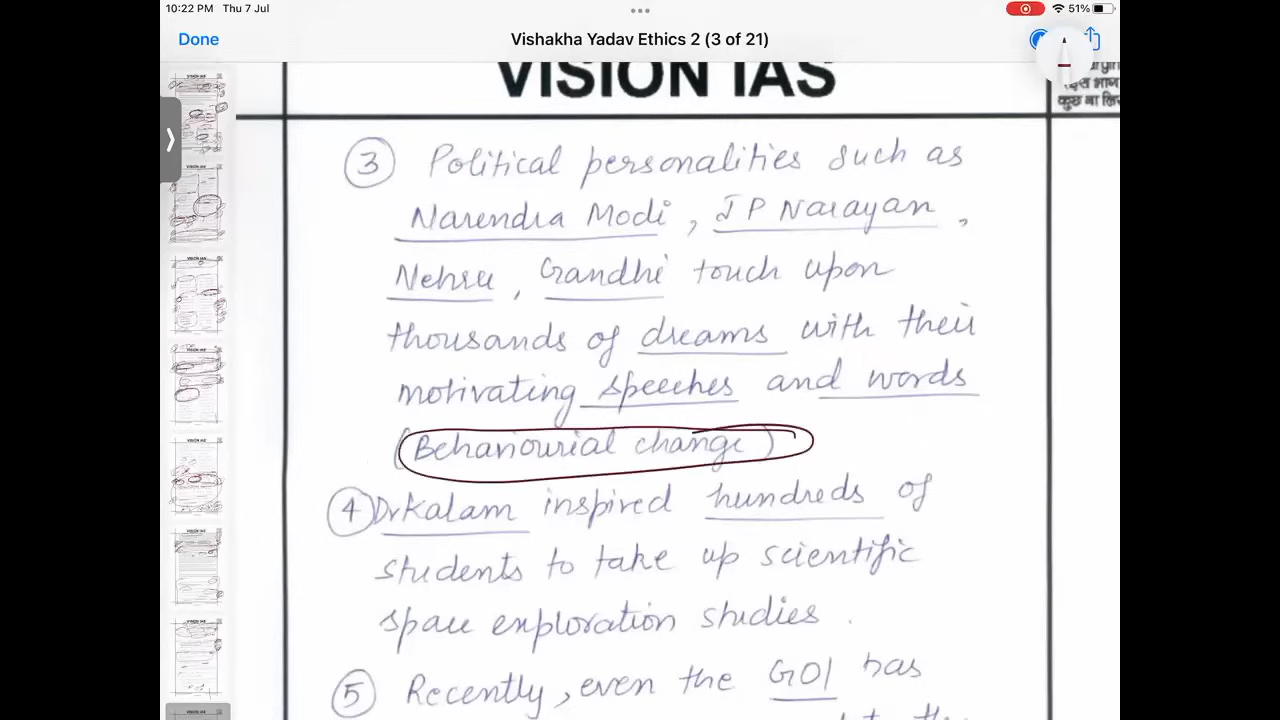 10:22 PM Thu 7 Jul
51%
Done
Vishakha Yadav Ethics 2 (3 of 21)
VISION IAS
कुछ ना
③ Political personalities such as
Narendra Modi, JP Narayan,
Nehru, Gandhi touch upon
thousands of dreams with their
motivating speeches and words
(Behaviourial change)
④ Dr Kalam inspired hundreds of
students to take up scientific
space exploration studies.
⑤ Recently, even the GOI has